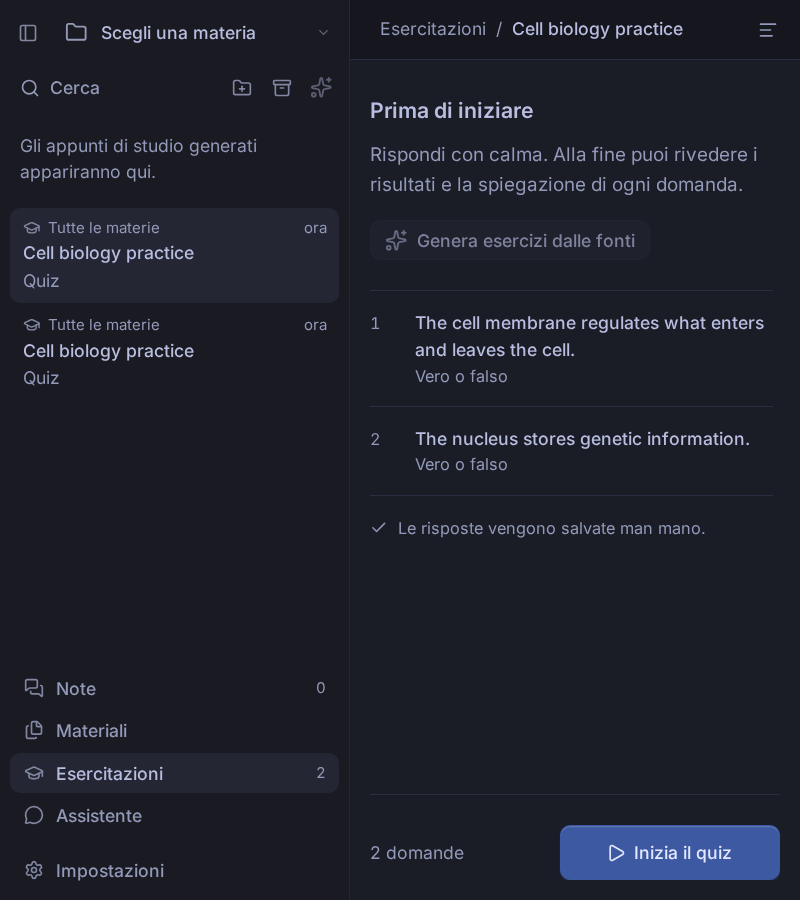 Scegli una materia
Cerca
Gli appunti di studio generati
appariranno qui.
Tutte le materie ora
Cell biology practice
Quiz
Tutte le materie ora
Cell biology practice
Quiz
Note 0
Materiali
Esercitazioni 2
Assistente
Impostazioni
Esercitazioni / Cell biology practice
Prima di iniziare
Rispondi con calma. Alla fine puoi rivedere i
risultati e la spiegazione di ogni domanda.
Genera esercizi dalle fonti
1 The cell membrane regulates what enters
and leaves the cell.
Vero o falso
2 The nucleus stores genetic information.
Vero o falso
Le risposte vengono salvate man mano.
2 domande
Inizia il quiz